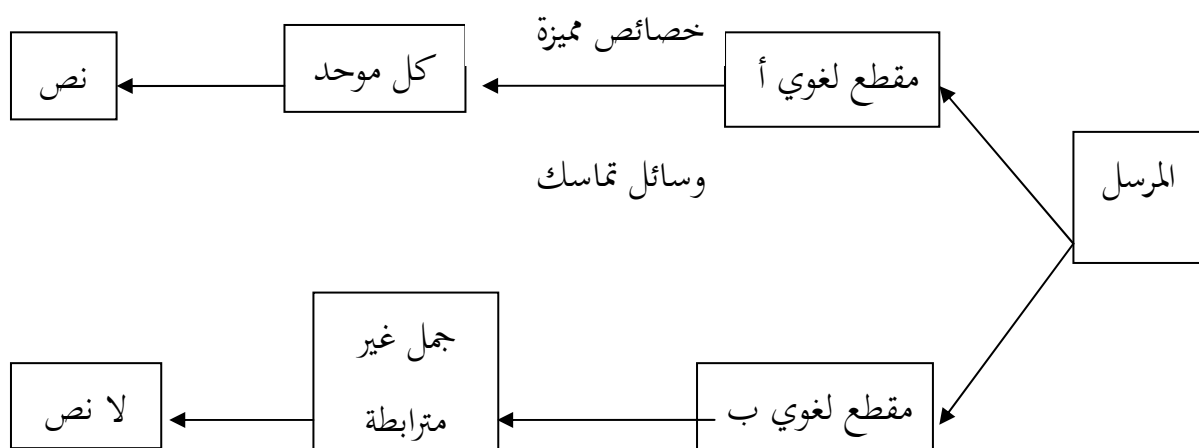 خصائص مميزة
مقطع لغوي أ
كل موحد
نص
المرسل
وسائل تماسك
مقطع لغوي ب
جمل غير
مترابطة
لا نص